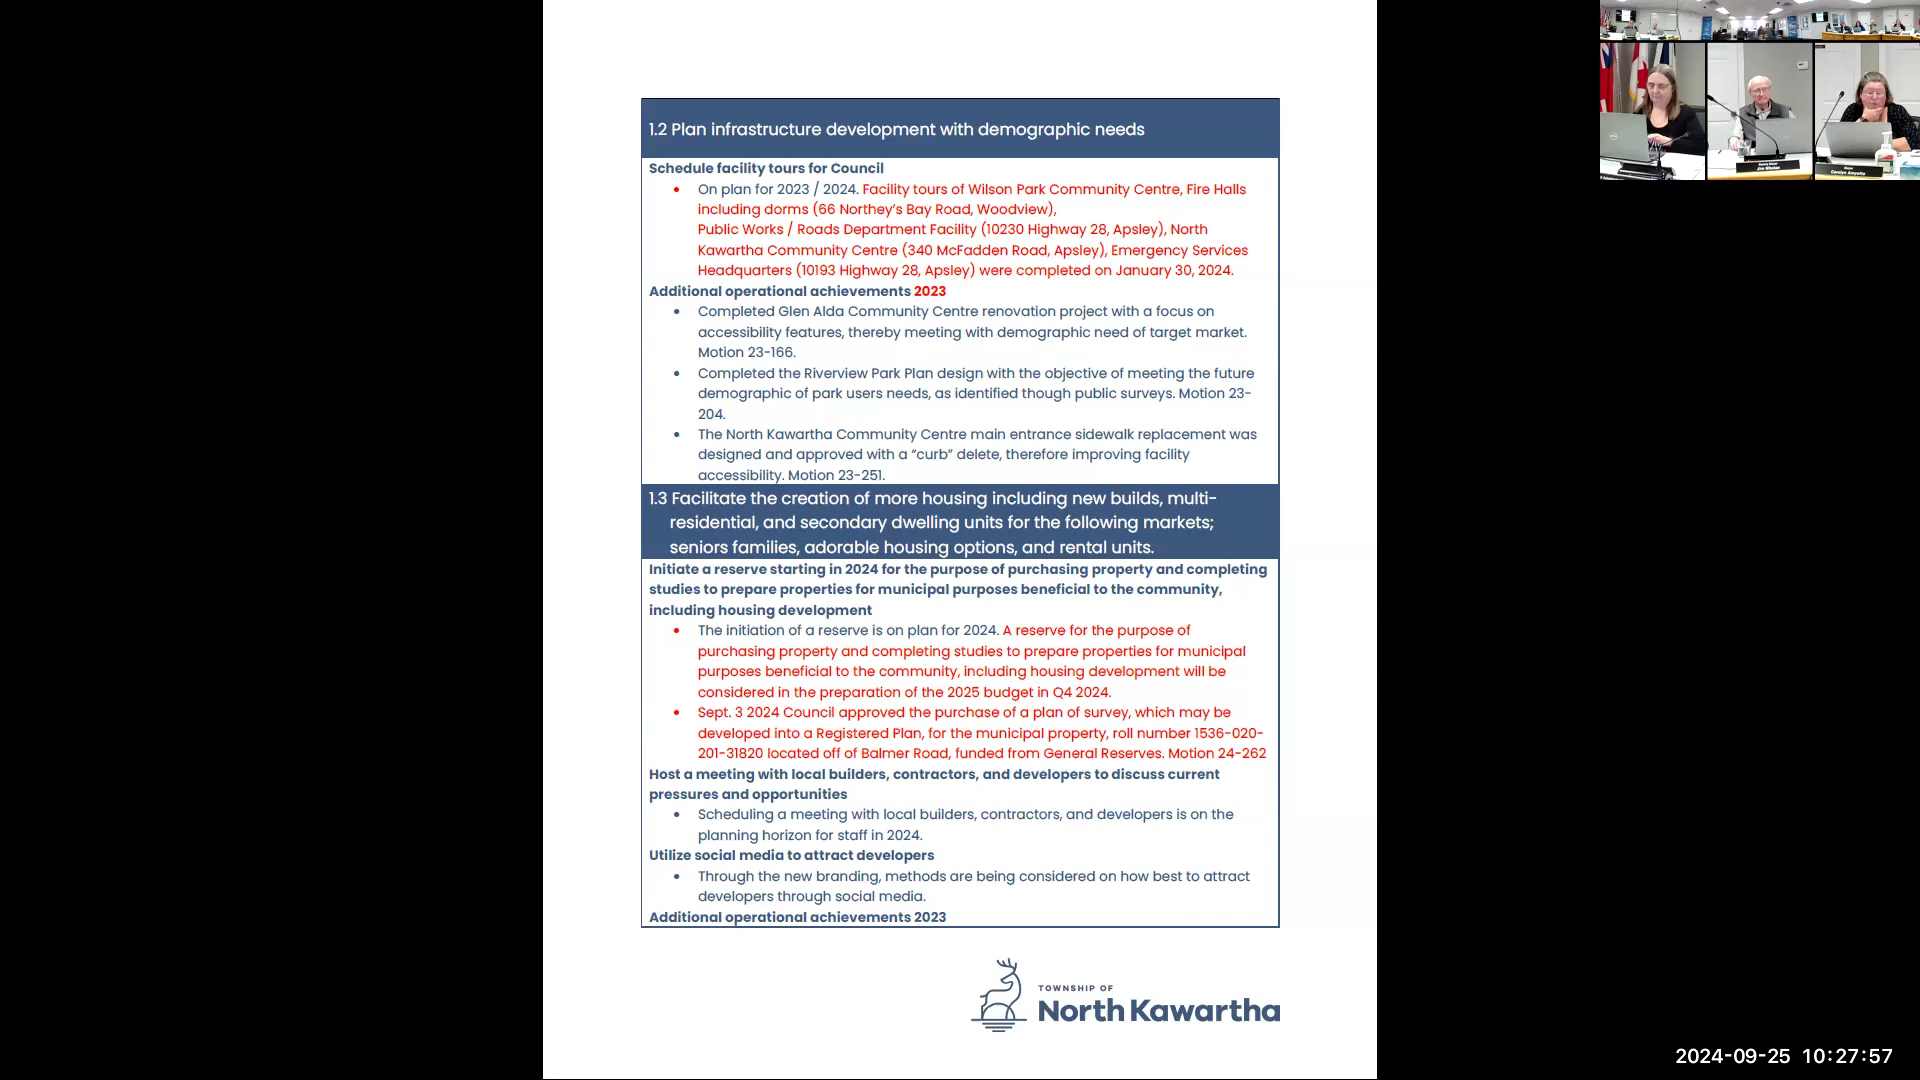 1.2 Plan infrastructure development with demographic needs
Schedule facility tours for Council
• On plan for 2023 / 2024. Facility tours of Wilson Park Community Centre, Fire Halls
including dorms (66 Northey’s Bay Road, Woodview),
Public Works / Roads Department Facility (10230 Highway 28, Apsley), North
Kawartha Community Centre (340 McFadden Road, Apsley), Emergency Services
Headquarters (10193 Highway 28, Apsley) were completed on January 30, 2024.
Additional operational achievements 2023
• Completed Glen Alda Community Centre renovation project with a focus on
accessibility features, thereby meeting with demographic need of target market.
Motion 23-166.
• Completed the Riverview Park Plan design with the objective of meeting the future
demographic of park users needs, as identified though public surveys. Motion 23-
204.
• The North Kawartha Community Centre main entrance sidewalk replacement was
designed and approved with a “curb” delete, therefore improving facility
accessibility. Motion 23-251.
1.3 Facilitate the creation of more housing including new builds, multi-
residential, and secondary dwelling units for the following markets;
seniors families, adorable housing options, and rental units.
Initiate a reserve starting in 2024 for the purpose of purchasing property and completing
studies to prepare properties for municipal purposes beneficial to the community,
including housing development
• The initiation of a reserve is on plan for 2024. A reserve for the purpose of
purchasing property and completing studies to prepare properties for municipal
purposes beneficial to the community, including housing development will be
considered in the preparation of the 2025 budget in Q4 2024.
• Sept. 3 2024 Council approved the purchase of a plan of survey, which may be
developed into a Registered Plan, for the municipal property, roll number 1536-020-
201-31820 located off of Balmer Road, funded from General Reserves. Motion 24-262
Host a meeting with local builders, contractors, and developers to discuss current
pressures and opportunities
• Scheduling a meeting with local builders, contractors, and developers is on the
planning horizon for staff in 2024.
Utilize social media to attract developers
• Through the new branding, methods are being considered on how best to attract
developers through social media.
Additional operational achievements 2023
TOWNSHIP OF
North Kawartha
2024-09-25 10:27:57